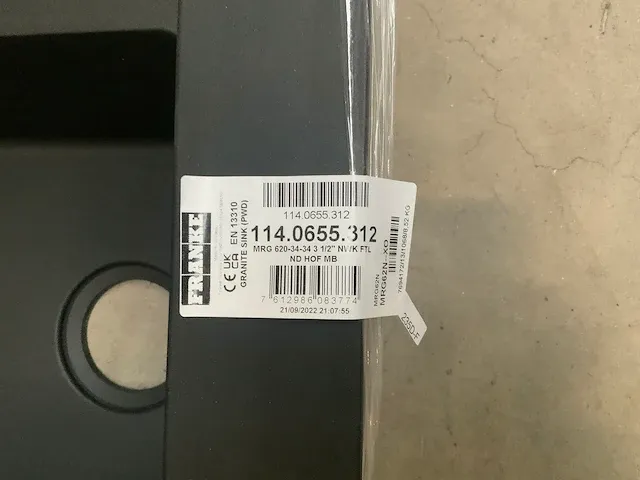 FRANKE
CE UK CA EN 13310
GRANITE SINK (PWD)
114.0655.312
114.0655.312
MRG 620-34-34 3 1/2" NWK FTL
ND HOF MB
7 612986 083774
21/09/2022 21:07:55
MRG62N
MRG62N--XO
235D-F